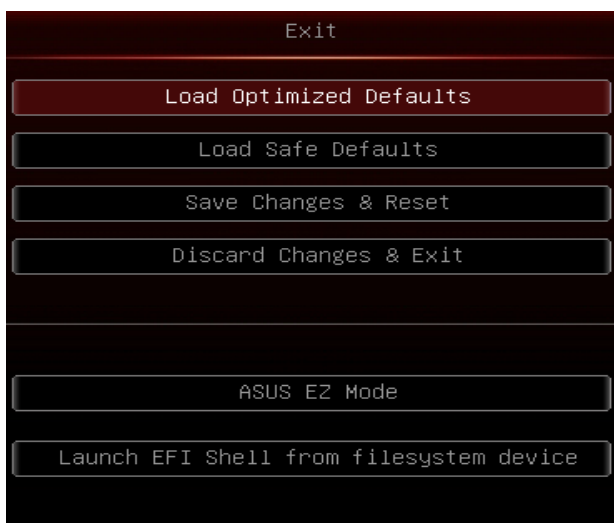 Exit
Load Optimized Defaults
Load Safe Defaults
Save Changes & Reset
Discard Changes & Exit
ASUS EZ Mode
Launch EFI Shell from filesystem device